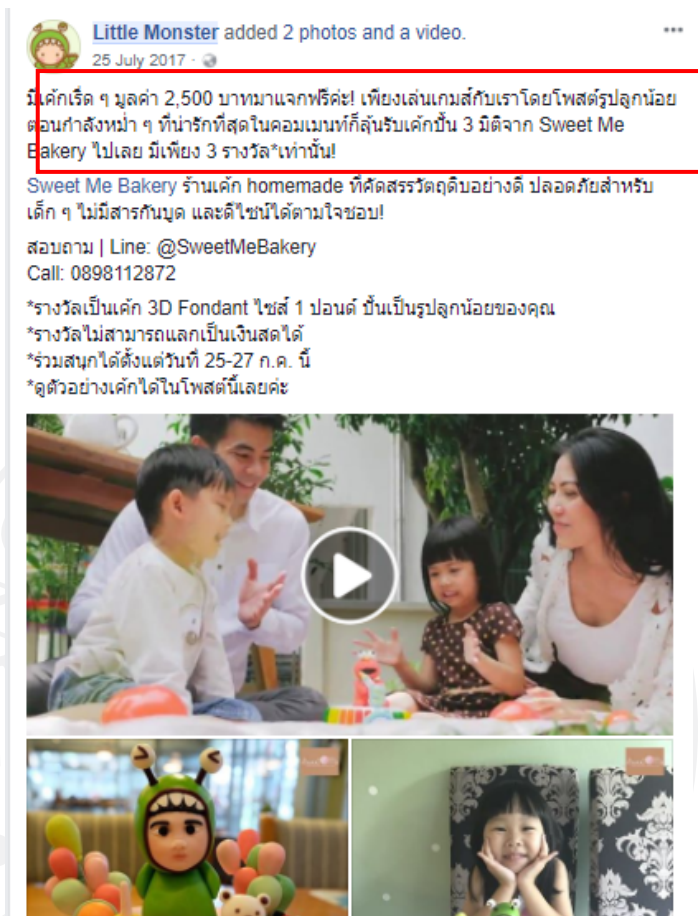 Little Monster added 2 photos and a video.
25 July 2017 ·
มีเค้กเริ่ด ๆ มูลค่า 2,500 บาทมาแจกฟรีค่ะ! เพียงเล่นเกมส์กับเราโดยโพสต์รูปลูกน้อย
ตอนกำลังหม่ำ ๆ ที่น่ารักที่สุดในคอมเมนท์ก็ลุ้นรับเค้กปั้น 3 มิติจาก Sweet Me
Bakery ไปเลย มีเพียง 3 รางวัล*เท่านั้น!
Sweet Me Bakery ร้านเค้ก homemade ที่คัดสรรวัตถุดิบอย่างดี ปลอดภัยสำหรับ
เด็ก ๆ ไม่มีสารกันบูด และดีไซน์ได้ตามใจชอบ!
สอบถาม | Line: @SweetMeBakery
Call: 0898112872
*รางวัลเป็นเค้ก 3D Fondant ไซส์ 1 ปอนด์ ปั้นเป็นรูปลูกน้อยของคุณ
*รางวัลไม่สามารถแลกเป็นเงินสดได้
*ร่วมสนุกได้ตั้งแต่วันที่ 25-27 ก.ค. นี้
*ดูตัวอย่างเค้กได้ในโพสต์นี้เลยค่ะ